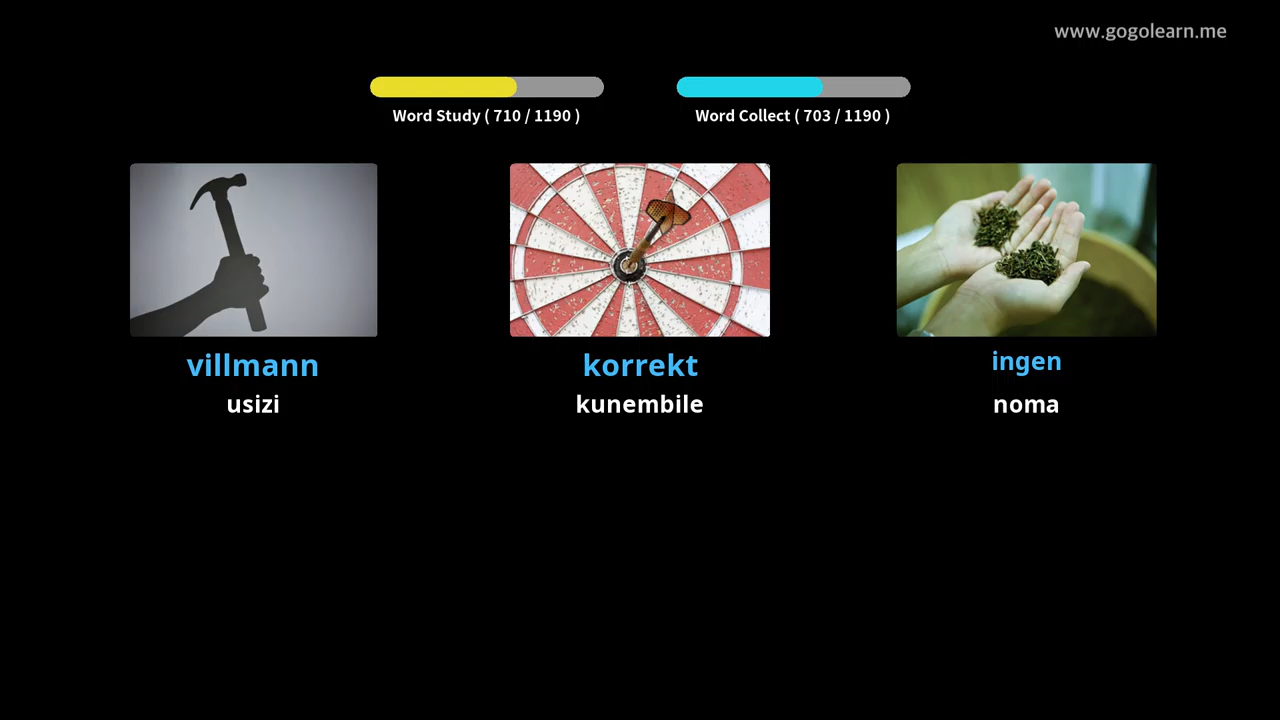 www.gogolearn.me
Word Study ( 710 / 1190 )
Word Collect ( 703 / 1190 )
villmann
korrekt
ingen
usizi
kunembile
noma